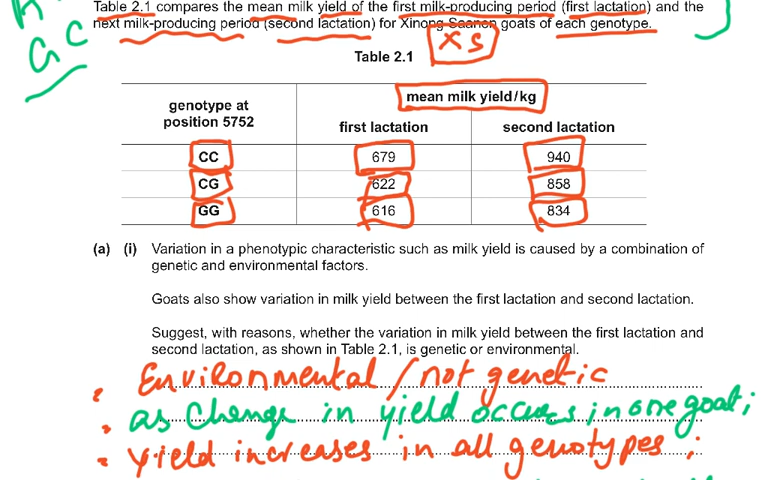 Table 2.1 compares the mean milk yield of the first milk-producing period (first lactation) and the
next milk-producing period (second lactation) for Xinong Saanen goats of each genotype.
GC
XS
Table 2.1
genotype at position 5752
mean milk yield/kg
first lactation second lactation
CC 679 940
CG 622 858
GG 616 834
(a) (i) Variation in a phenotypic characteristic such as milk yield is caused by a combination of
genetic and environmental factors.
Goats also show variation in milk yield between the first lactation and second lactation.
Suggest, with reasons, whether the variation in milk yield between the first lactation and
second lactation, as shown in Table 2.1, is genetic or environmental.
Environmental / not genetic
as change in yield occurs in one goat;
yield increases in all genotypes;